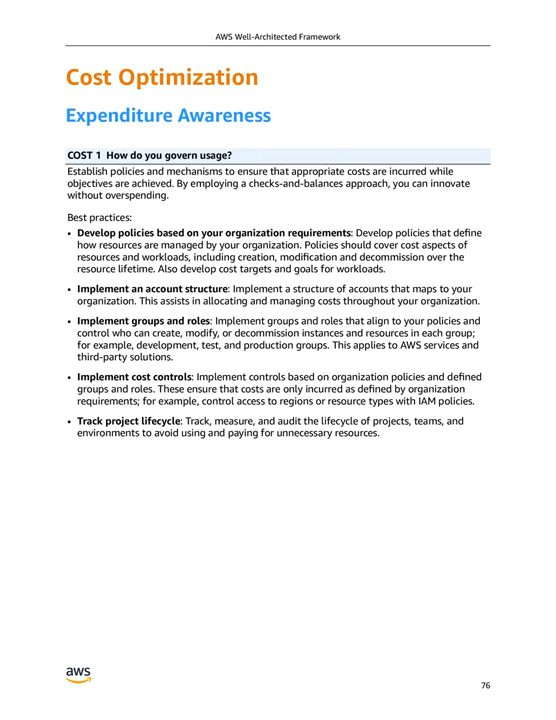 AWS Well-Architected Framework
Cost Optimization
Expenditure Awareness
COST 1 How do you govern usage?
Establish policies and mechanisms to ensure that appropriate costs are incurred while
objectives are achieved. By employing a checks-and-balances approach, you can innovate
without overspending.
Best practices:
• Develop policies based on your organization requirements: Develop policies that define
how resources are managed by your organization. Policies should cover cost aspects of
resources and workloads, including creation, modification and decommission over the
resource lifetime. Also develop cost targets and goals for workloads.
• Implement an account structure: Implement a structure of accounts that maps to your
organization. This assists in allocating and managing costs throughout your organization.
• Implement groups and roles: Implement groups and roles that align to your policies and
control who can create, modify, or decommission instances and resources in each group;
for example, development, test, and production groups. This applies to AWS services and
third-party solutions.
• Implement cost controls: Implement controls based on organization policies and defined
groups and roles. These ensure that costs are only incurred as defined by organization
requirements; for example, control access to regions or resource types with IAM policies.
• Track project lifecycle: Track, measure, and audit the lifecycle of projects, teams, and
environments to avoid using and paying for unnecessary resources.
aws
76